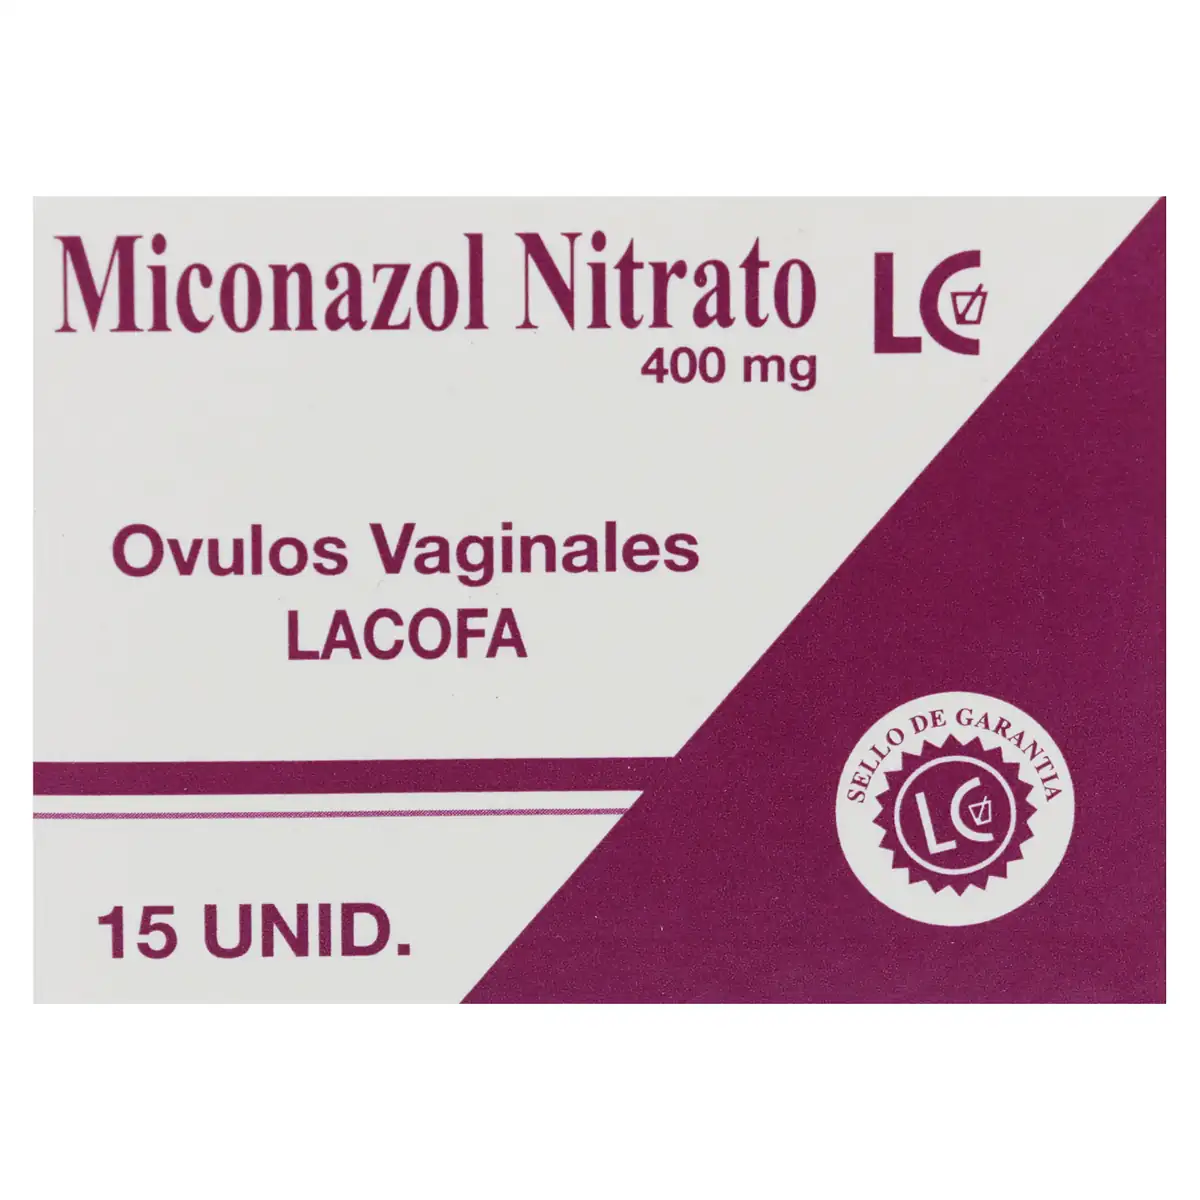 Miconazol Nitrato
400 mg
LC
Ovulos Vaginales
LACOFA
15 UNID.
SELLO DE GARANTIA
LC